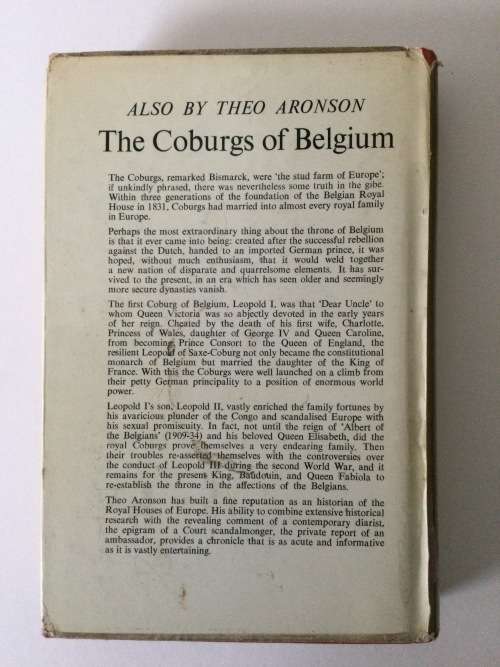 ALSO BY THEO ARONSON
The Coburgs of Belgium
The Coburgs, remarked Bismarck, were 'the stud farm of Europe';
if unkindly phrased, there was nevertheless some truth in the gibe.
Within three generations of the foundation of the Belgian Royal
House in 1831, Coburgs had married into almost every royal family
in Europe.
Perhaps the most extraordinary thing about the throne of Belgium
is that it ever came into being: created after the successful rebellion
against the Dutch, handed to an imported German prince, it was
hoped, without much enthusiasm, that it would weld together
a new nation of disparate and quarrelsome elements. It has sur-
vived to the present, in an era which has seen older and seemingly
more secure dynasties vanish.
The first Coburg of Belgium, Leopold I, was that 'Dear Uncle' to
whom Queen Victoria was so abjectly devoted in the early years
of her reign. Cheated by the death of his first wife, Charlotte,
Princess of Wales, daughter of George IV and Queen Caroline,
from becoming Prince Consort to the Queen of England, the
resilient Leopold of Saxe-Coburg not only became the constitutional
monarch of Belgium but married the daughter of the King of
France. With this the Coburgs were well launched on a climb from
their petty German principality to a position of enormous world
power.
Leopold I's son, Leopold II, vastly enriched the family fortunes by
his avaricious plunder of the Congo and scandalised Europe with
his sexual promiscuity. In fact, not until the reign of 'Albert of
the Belgians' (1909-34) and his beloved Queen Elisabeth, did the
royal Coburgs prove themselves a very endearing family. Then
their troubles re-asserted themselves with the controversies over
the conduct of Leopold III during the second World War, and it
remains for the present King, Baudouin, and Queen Fabiola to
re-establish the throne in the affections of the Belgians.
Theo Aronson has built a fine reputation as an historian of the
Royal Houses of Europe. His ability to combine extensive historical
research with the revealing comment of a contemporary diarist,
the epigram of a Court scandalmonger, the private report of an
ambassador, provides a chronicle that is as acute and informative
as it is vastly entertaining.